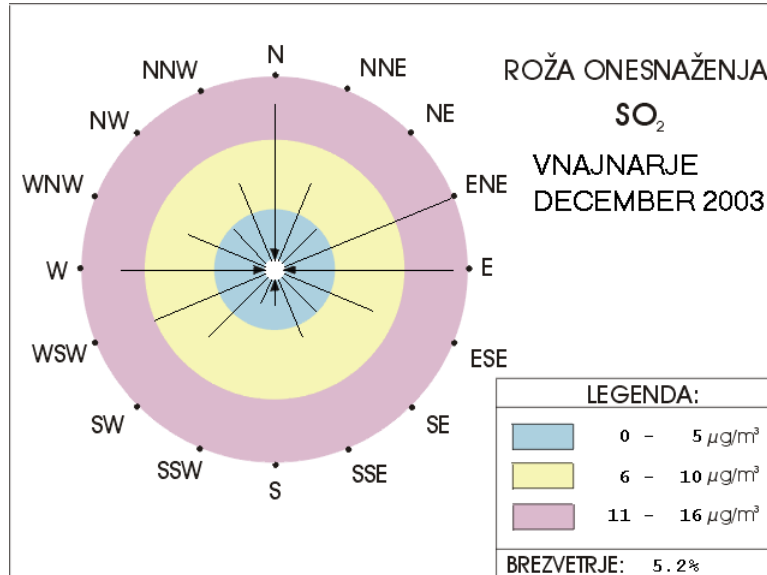 ROŽA ONESNAŽENJA
SO₂
VNAJNARJE
DECEMBER 2003
N
NNW
NNE
NW
NE
WNW
ENE
W
E
WSW
ESE
SW
SE
SSW
SSE
S
LEGENDA:
0 - 5 µg/m³
6 - 10 µg/m³
11 - 16 µg/m³
BREZVETRJE: 5.2%